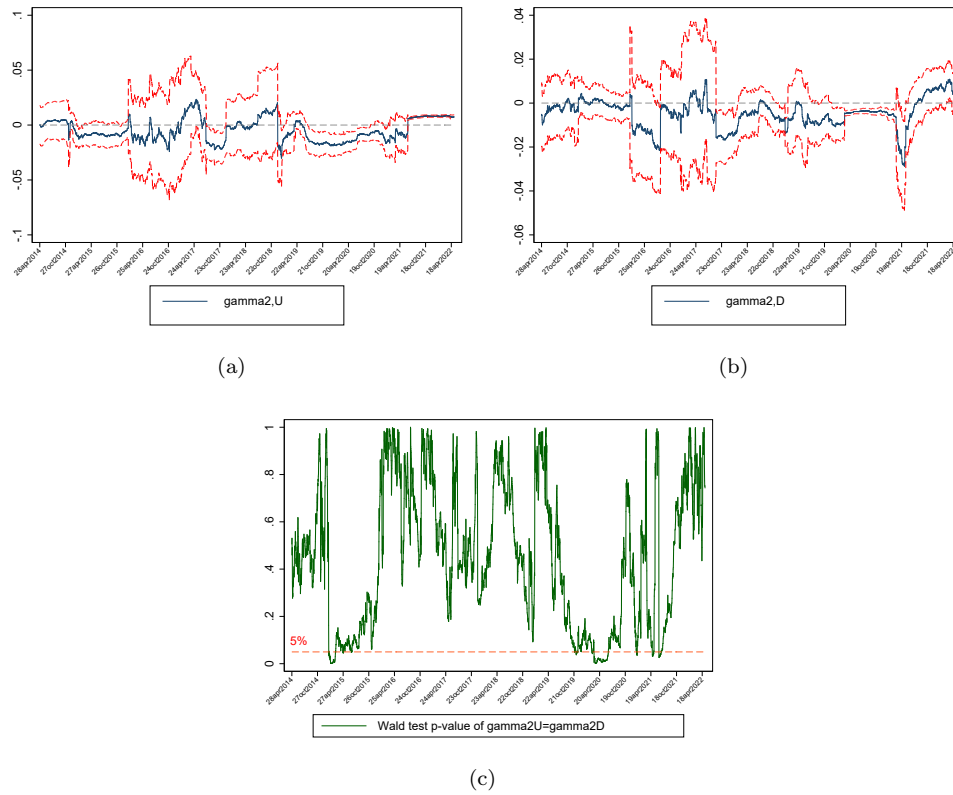 .1
.05
0
-.05
-.1
28apr2014
27oct2014
27apr2015
26oct2015
25apr2016
24oct2016
24apr2017
23oct2017
23apr2018
22oct2018
22apr2019
21oct2019
20apr2020
19oct2020
19apr2021
18oct2021
18apr2022
gamma2,U
(a)
.04
.02
0
-.02
-.04
-.06
28apr2014
27oct2014
27apr2015
26oct2015
25apr2016
24oct2016
24apr2017
23oct2017
23apr2018
22oct2018
22apr2019
21oct2019
20apr2020
19oct2020
19apr2021
18oct2021
18apr2022
gamma2,D
(b)
1
.8
.6
.4
.2
0
5%
28apr2014
27oct2014
27apr2015
26oct2015
25apr2016
24oct2016
24apr2017
23oct2017
23apr2018
22oct2018
22apr2019
21oct2019
20apr2020
19oct2020
19apr2021
18oct2021
18apr2022
Wald test p-value of gamma2U=gamma2D
(c)